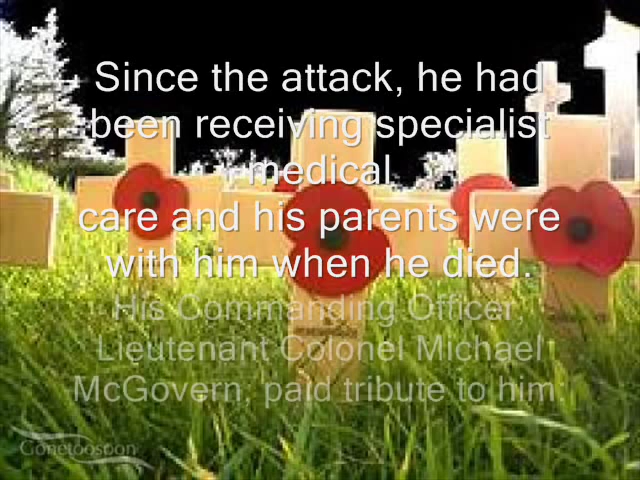 Since the attack, he had
been receiving specialist
medical
care and his parents were
with him when he died.
His Commanding Officer,
Lieutenant Colonel Michael
McGovern, paid tribute to him:
Gonetoosoon